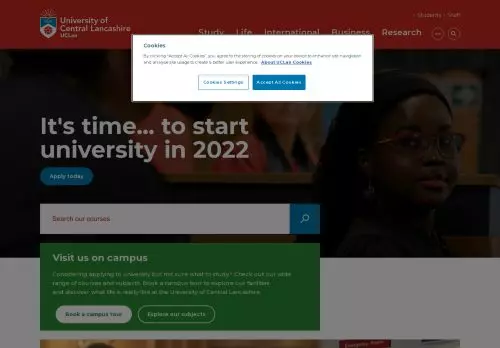 University of
Central Lancashire
UCLan
Students Staff
Study Life International Business Research
Cookies
By clicking "Accept All Cookies", you agree to the storing of cookies on your device to enhance site navigation
and analyse site usage to create a better user experience. About UCLan Cookies
Cookies Settings
Accept All Cookies
It's time... to start
university in 2022
Apply today
Search our courses
Visit us on campus
Considering applying to university but not sure what to study? Check out our wide
range of courses and subjects. Book a campus tour to explore our facilities
and discover what life is really like at the University of Central Lancashire.
Book a campus tour
Explore our subjects